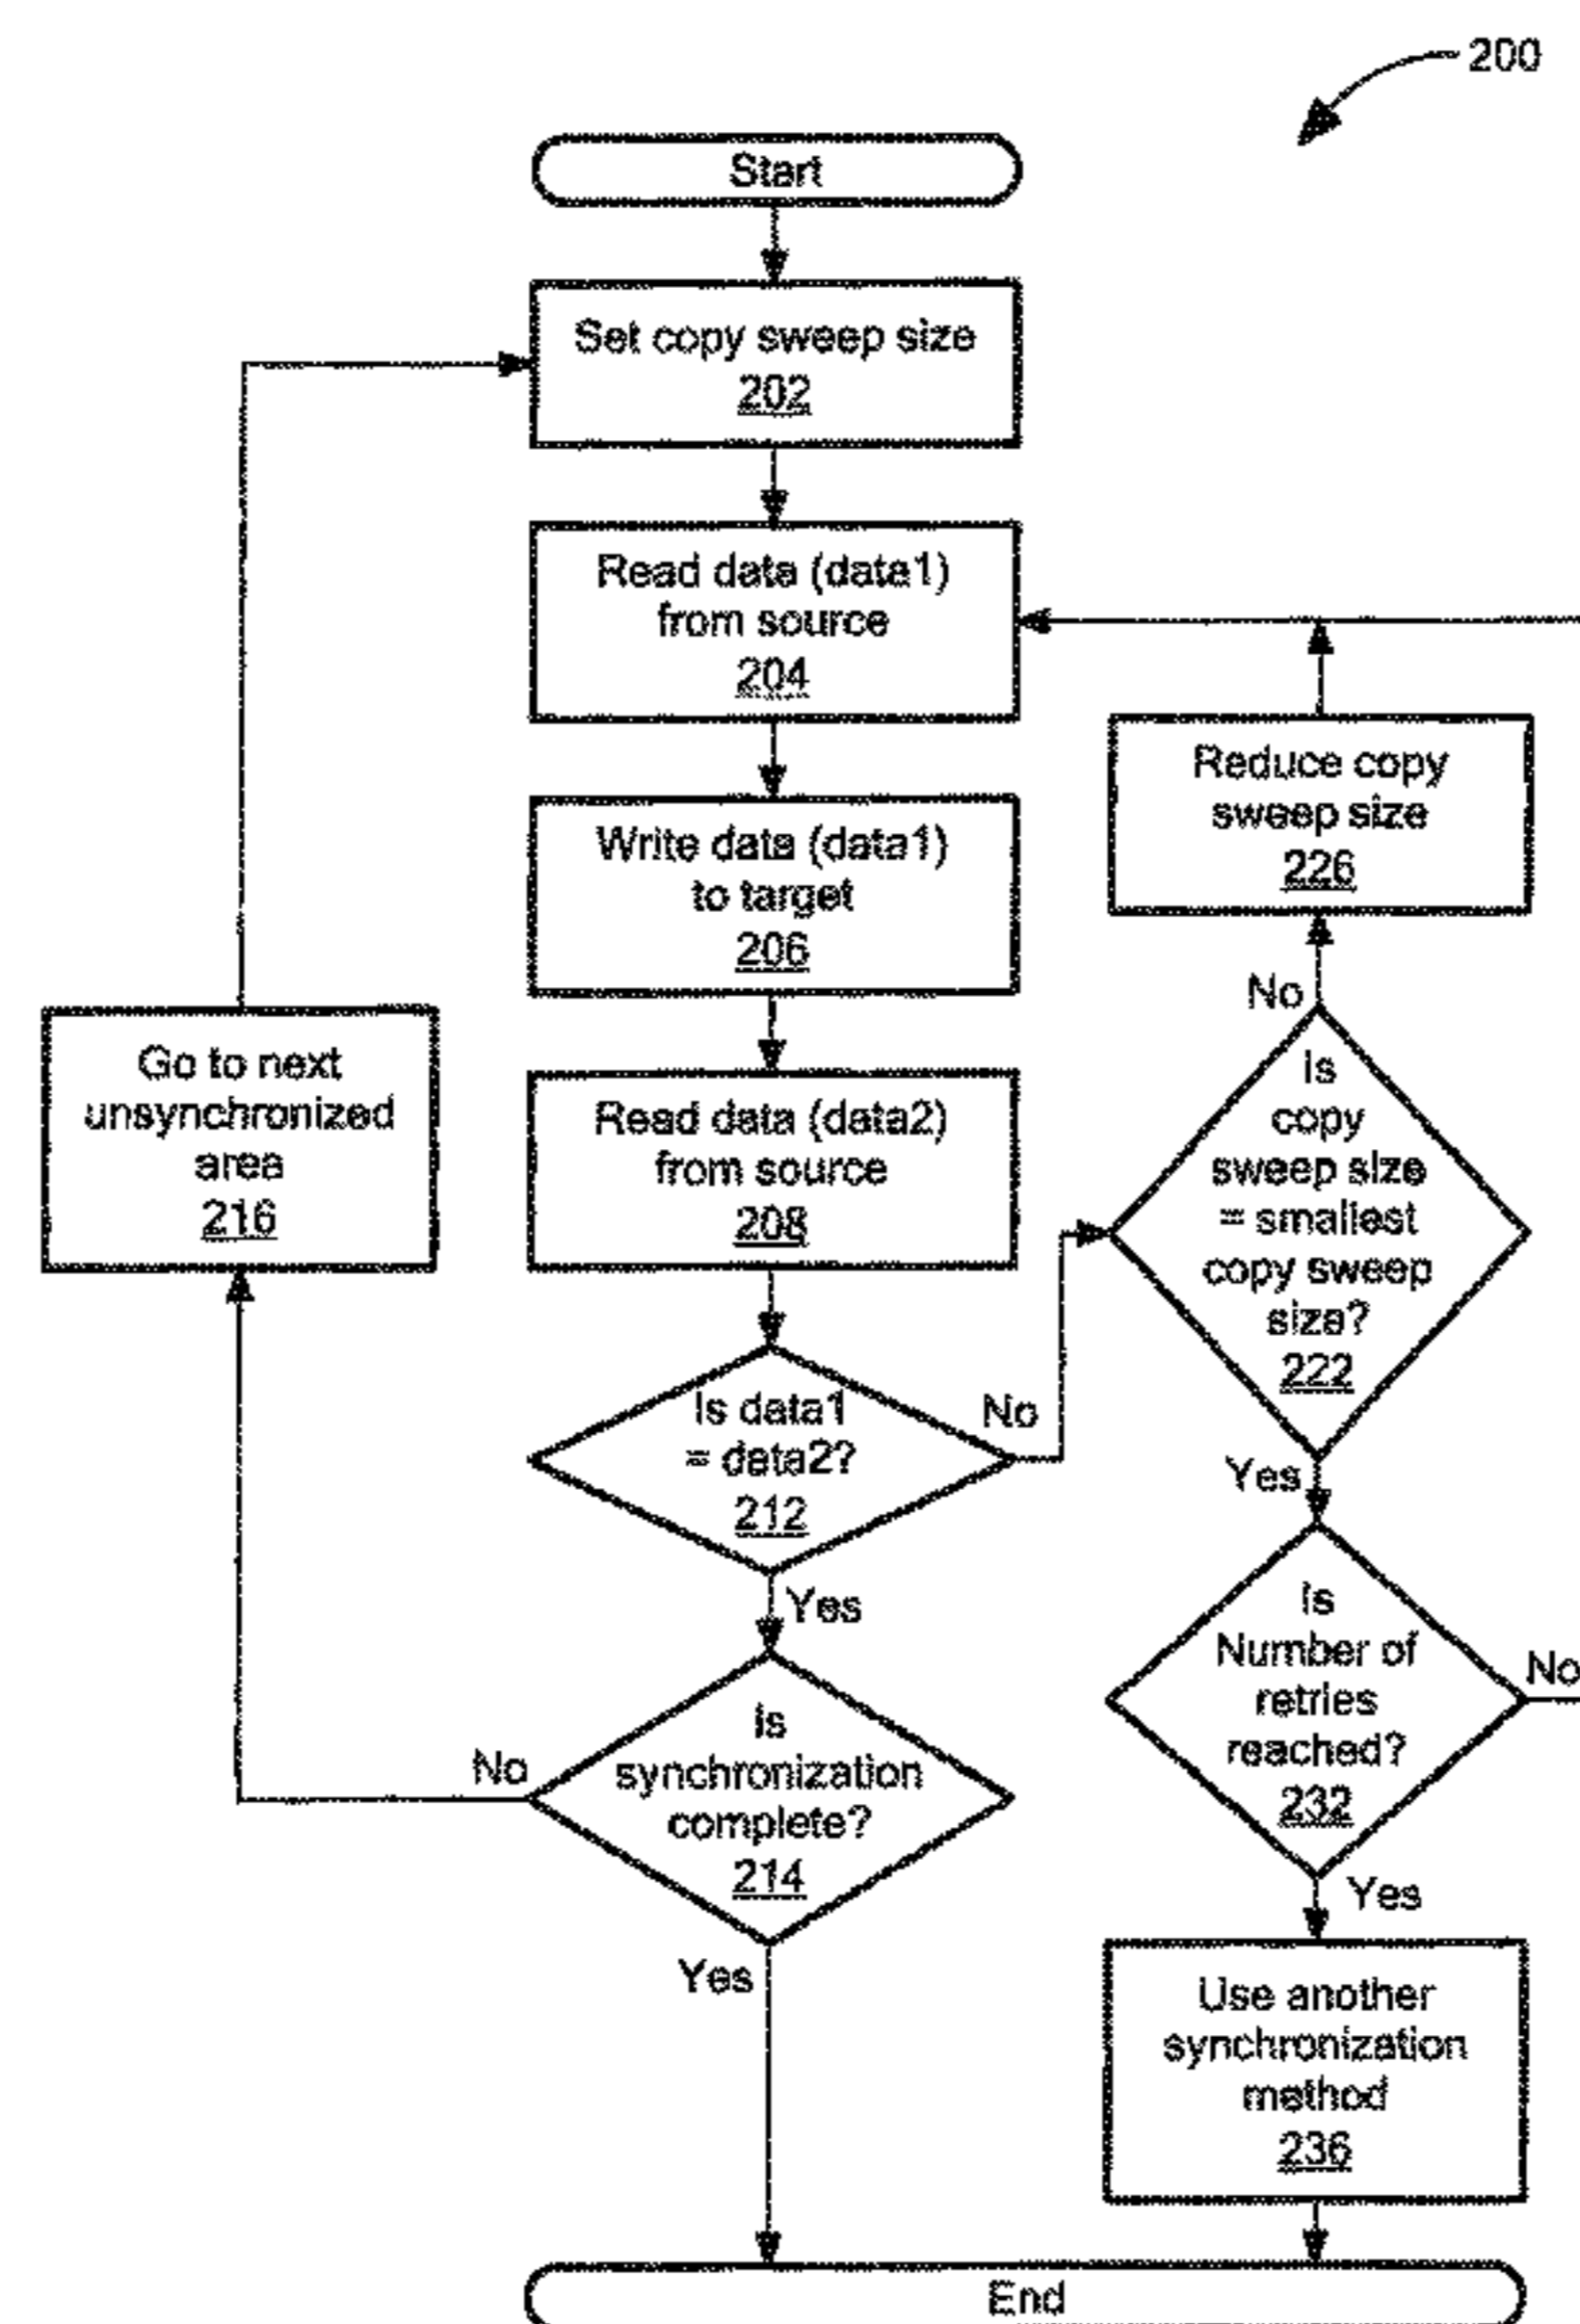 200
Start
Set copy sweep size
202
Read data (data1)
from source
204
Write data (data1)
to target
206
Read data (data2)
from source
208
Is data1
= data2?
212
No
Yes
Is
synchronization
complete?
214
No
Yes
Go to next
unsynchronized
area
216
Reduce copy
sweep size
226
No
Is
copy
sweep size
= smallest
copy sweep
size?
222
Yes
Is
Number of
retries
reached?
232
No
Yes
Use another
synchronization
method
236
End